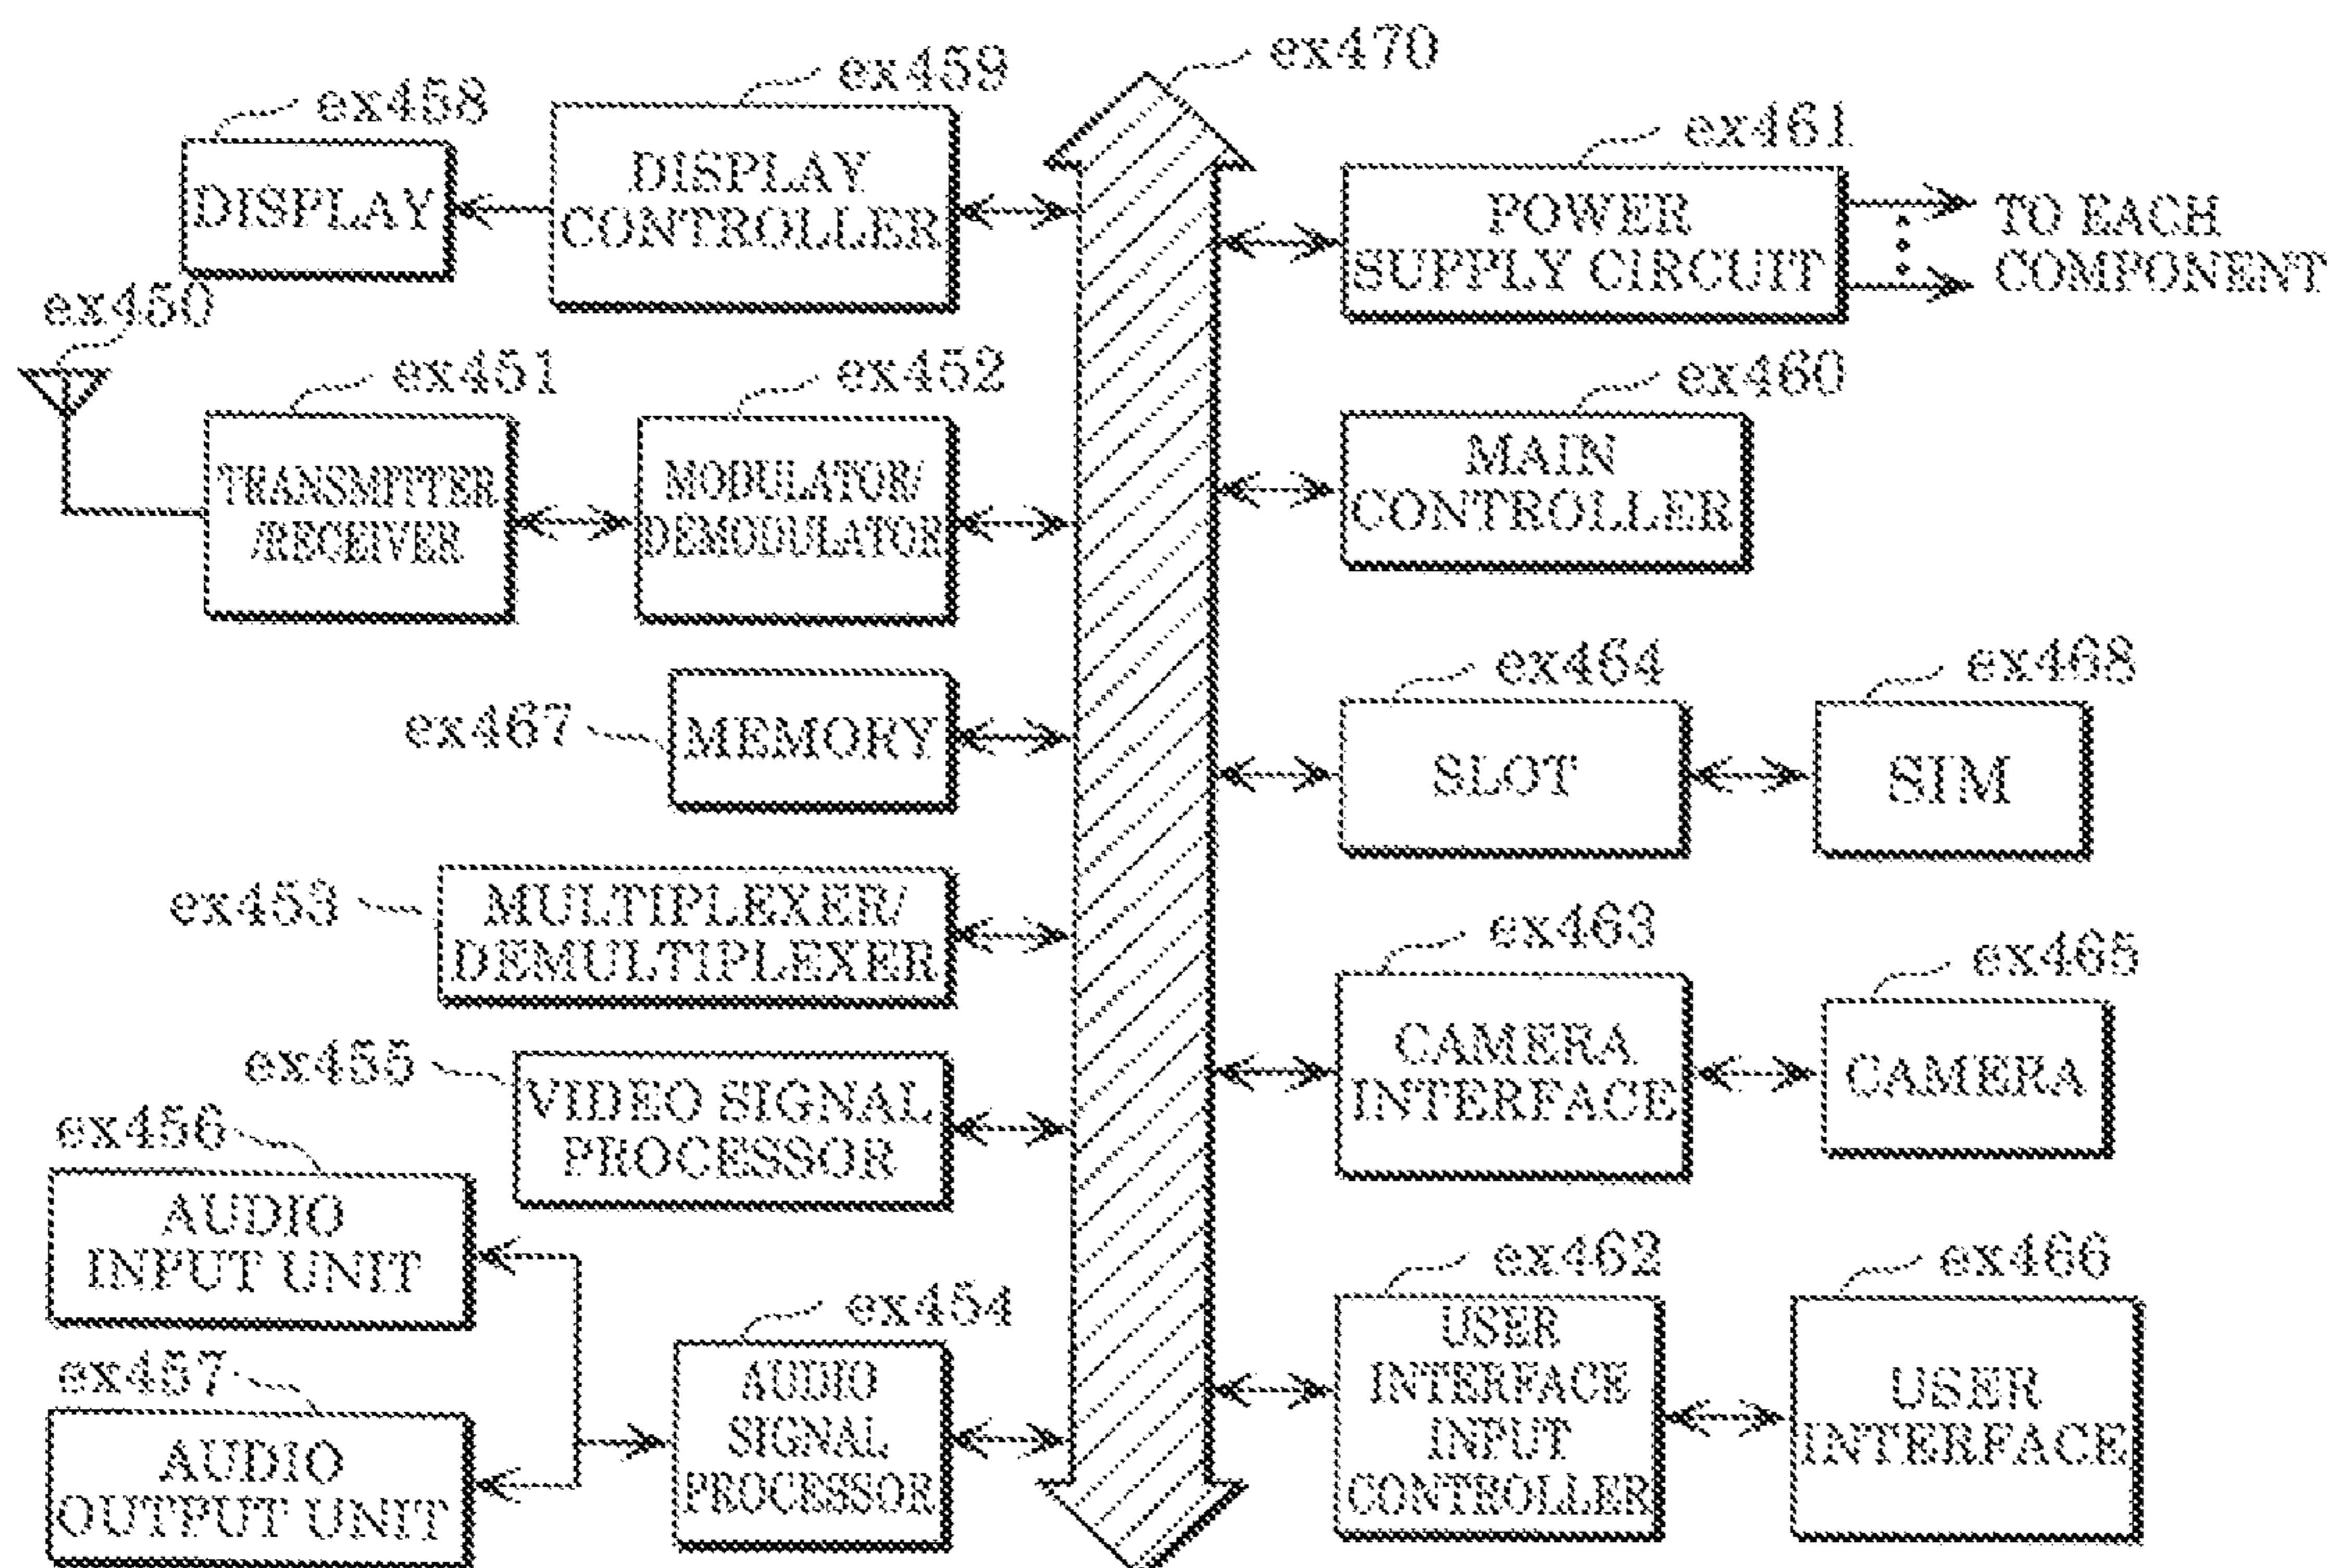 ex470
ex459
ex458
DISPLAY
DISPLAY
CONTROLLER
ex461
POWER
SUPPLY CIRCUIT
TO EACH
COMPONENT
ex450
ex451
TRANSMITTER
/RECEIVER
ex452
MODULATOR/
DEMODULATOR
ex460
MAIN
CONTROLLER
ex467
MEMORY
ex464
SLOT
ex468
SIM
ex453
MULTIPLEXER/
DEMULTIPLEXER
ex463
CAMERA
INTERFACE
ex465
CAMERA
ex455
VIDEO SIGNAL
PROCESSOR
ex456
AUDIO
INPUT UNIT
ex457
AUDIO
OUTPUT UNIT
ex454
AUDIO
SIGNAL
PROCESSOR
ex462
USER
INTERFACE
INPUT
CONTROLLER
ex466
USER
INTERFACE